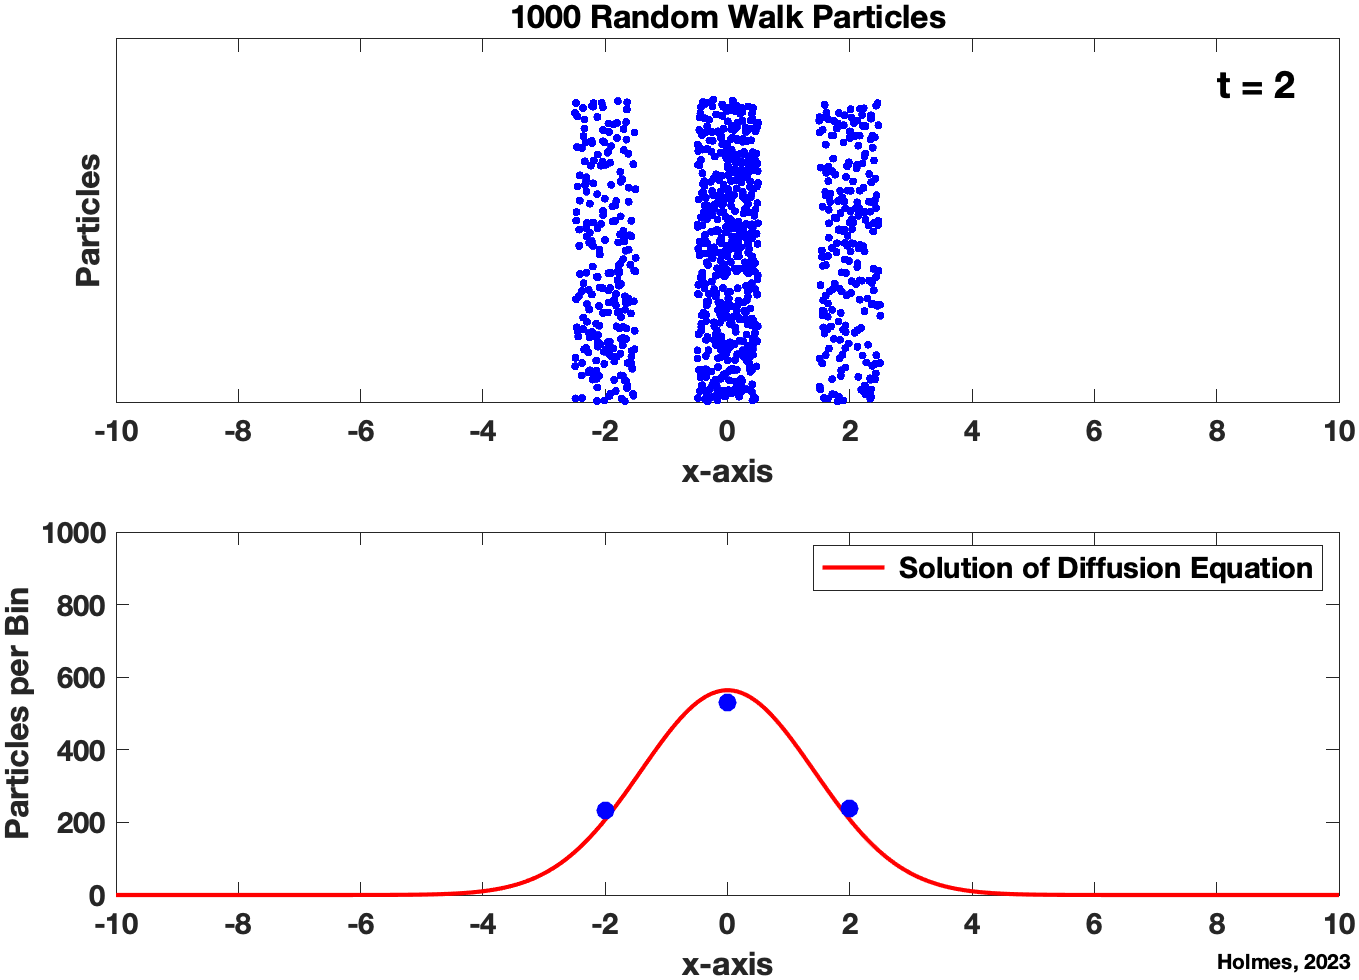 1000 Random Walk Particles
t = 2
Particles
-10 -8 -6 -4 -2 0 2 4 6 8 10
x-axis
1000
800
600
400
200
0
Particles per Bin
Solution of Diffusion Equation
-10 -8 -6 -4 -2 0 2 4 6 8 10
x-axis
Holmes, 2023